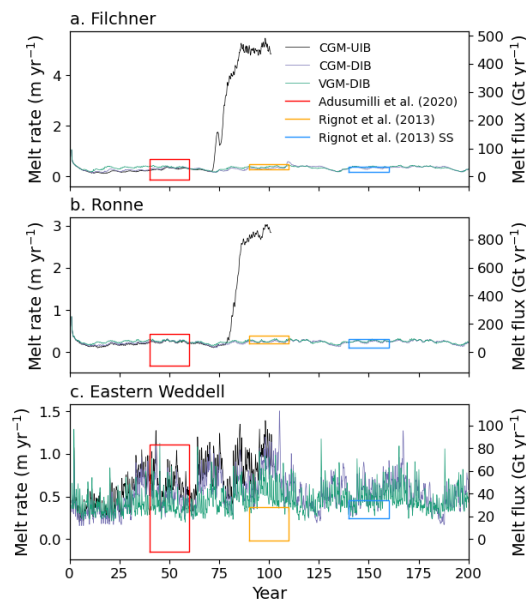 a. Filchner
Melt rate (m yr⁻¹)
4
2
0
CGM-UIB
CGM-DIB
VGM-DIB
Adusumilli et al. (2020)
Rignot et al. (2013)
Rignot et al. (2013) SS
500
400
300
200
100
0
Melt flux (Gt yr⁻¹)
b. Ronne
Melt rate (m yr⁻¹)
3
2
1
0
800
600
400
200
0
Melt flux (Gt yr⁻¹)
c. Eastern Weddell
Melt rate (m yr⁻¹)
1.5
1.0
0.5
0.0
100
80
60
40
20
0
Melt flux (Gt yr⁻¹)
0 25 50 75 100 125 150 175 200
Year